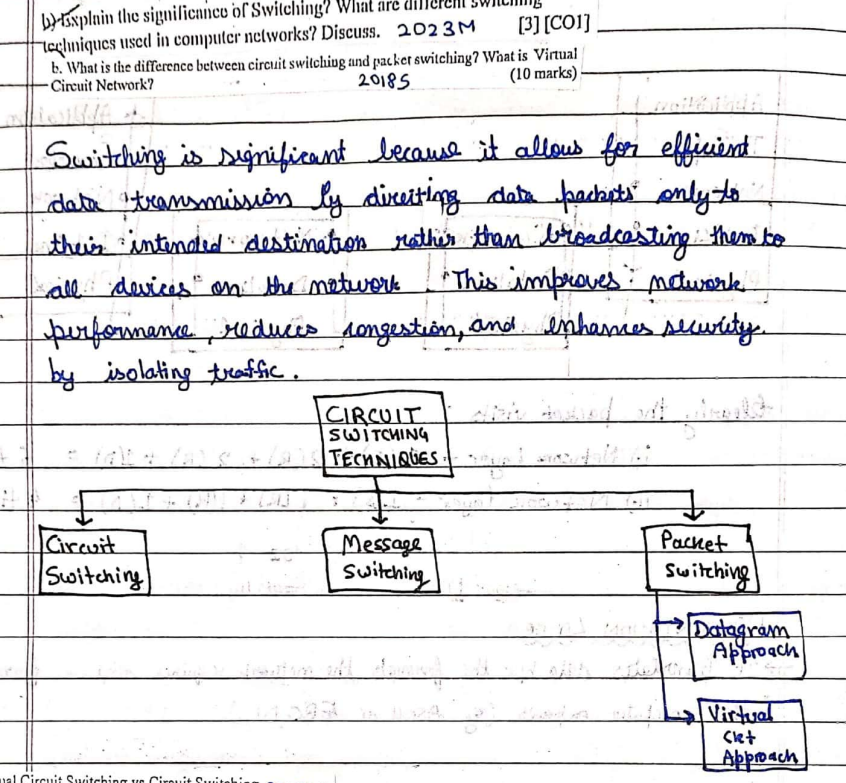 b) Explain the significance of Switching? What are different switching
techniques used in computer networks? Discuss. 2023M [3] [CO1]
b. What is the difference between circuit switching and packet switching? What is Virtual
Circuit Network? 2018S (10 marks)
Switching is significant because it allows for efficient
data transmission by directing data packets only to
their intended destination rather than broadcasting them to
all devices on the network. This improves network
performance, reduces congestion, and enhances security
by isolating traffic.
CIRCUIT
SWITCHING
TECHNIQUES
Circuit
Switching
Message
Switching
Packet
Switching
Datagram
Approach
Virtual
Ckt
Approach
Circuit Switching vs Circuit